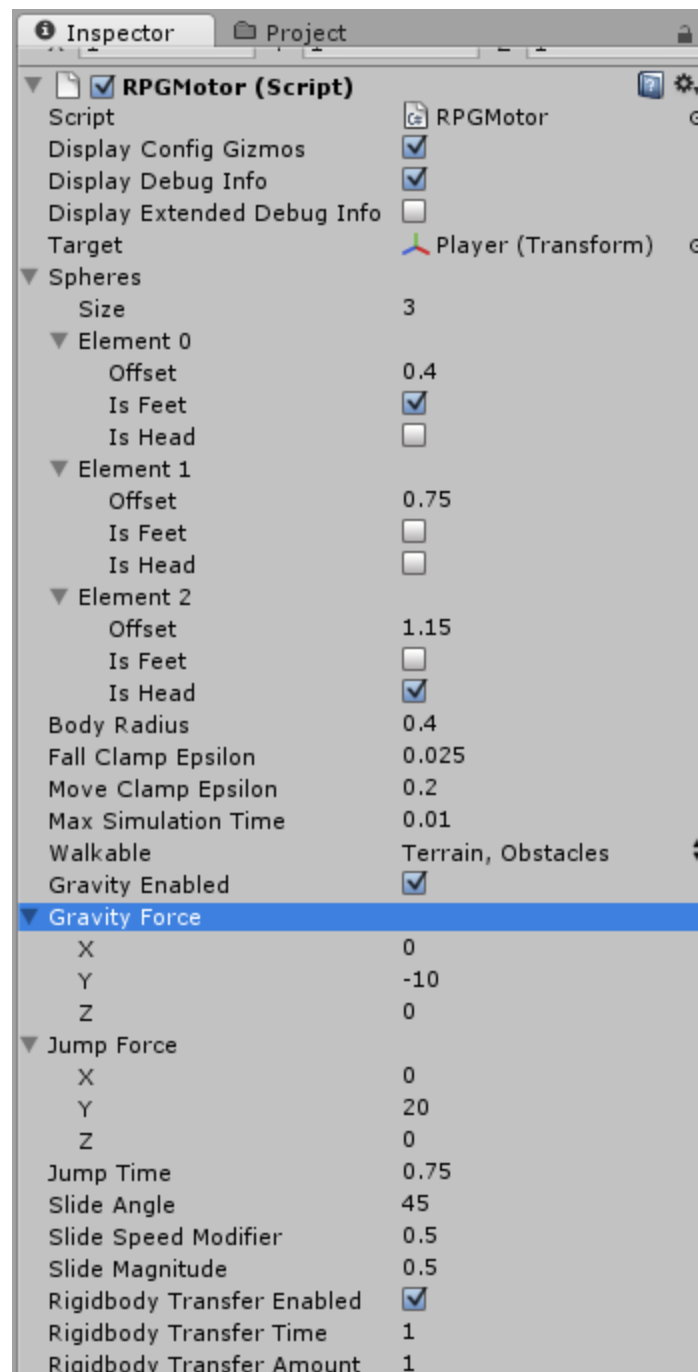 Inspector Project
RPGMotor (Script)
Script RPGMotor
Display Config Gizmos
Display Debug Info
Display Extended Debug Info
Target Player (Transform)
Spheres
Size 3
Element 0
Offset 0.4
Is Feet
Is Head
Element 1
Offset 0.75
Is Feet
Is Head
Element 2
Offset 1.15
Is Feet
Is Head
Body Radius 0.4
Fall Clamp Epsilon 0.025
Move Clamp Epsilon 0.2
Max Simulation Time 0.01
Walkable Terrain, Obstacles
Gravity Enabled
Gravity Force
X 0
Y -10
Z 0
Jump Force
X 0
Y 20
Z 0
Jump Time 0.75
Slide Angle 45
Slide Speed Modifier 0.5
Slide Magnitude 0.5
Rigidbody Transfer Enabled
Rigidbody Transfer Time 1
Rigidbody Transfer Amount 1